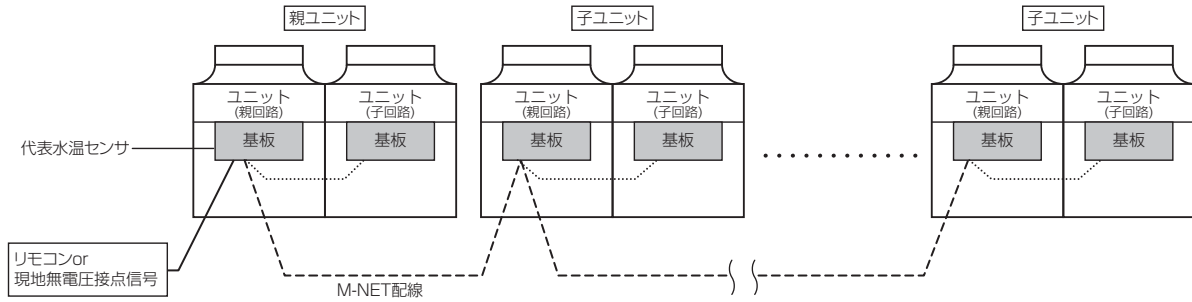 親ユニット
子ユニット
子ユニット
ユニット
(親回路)
ユニット
(子回路)
ユニット
(親回路)
ユニット
(子回路)
ユニット
(親回路)
ユニット
(子回路)
代表水温センサ
基板
基板
基板
基板
基板
基板
リモコンor
現地無電圧接点信号
M-NET配線